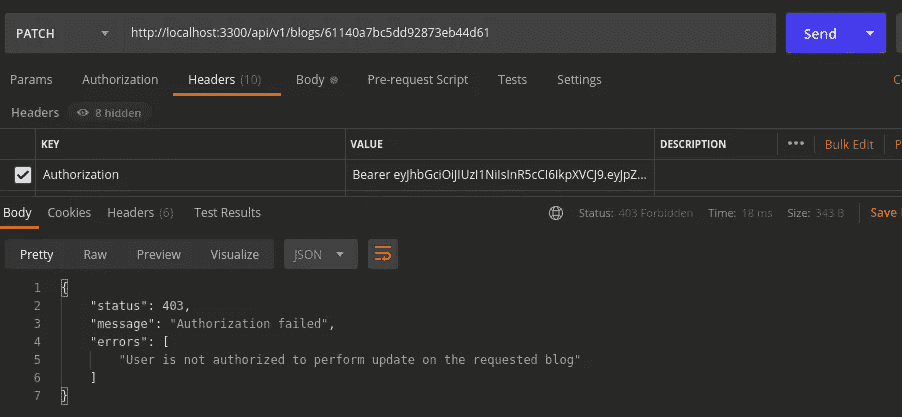 PATCH http://localhost:3300/api/v1/blogs/61140a7bc5dd92873eb44d61 Send
Params Authorization Headers (10) Body Pre-request Script Tests Settings
Headers 8 hidden
KEY VALUE DESCRIPTION ••• Bulk Edit
Authorization Bearer eyJhbGciOiJIUzI1NiIsInR5cCI6IkpXVCJ9.eyJpZ...
Body Cookies Headers (6) Test Results Status: 403 Forbidden Time: 18 ms Size: 343 B Save
Pretty Raw Preview Visualize JSON
1 {
2 "status": 403,
3 "message": "Authorization failed",
4 "errors": [
5 "User is not authorized to perform update on the requested blog"
6 ]
7 }